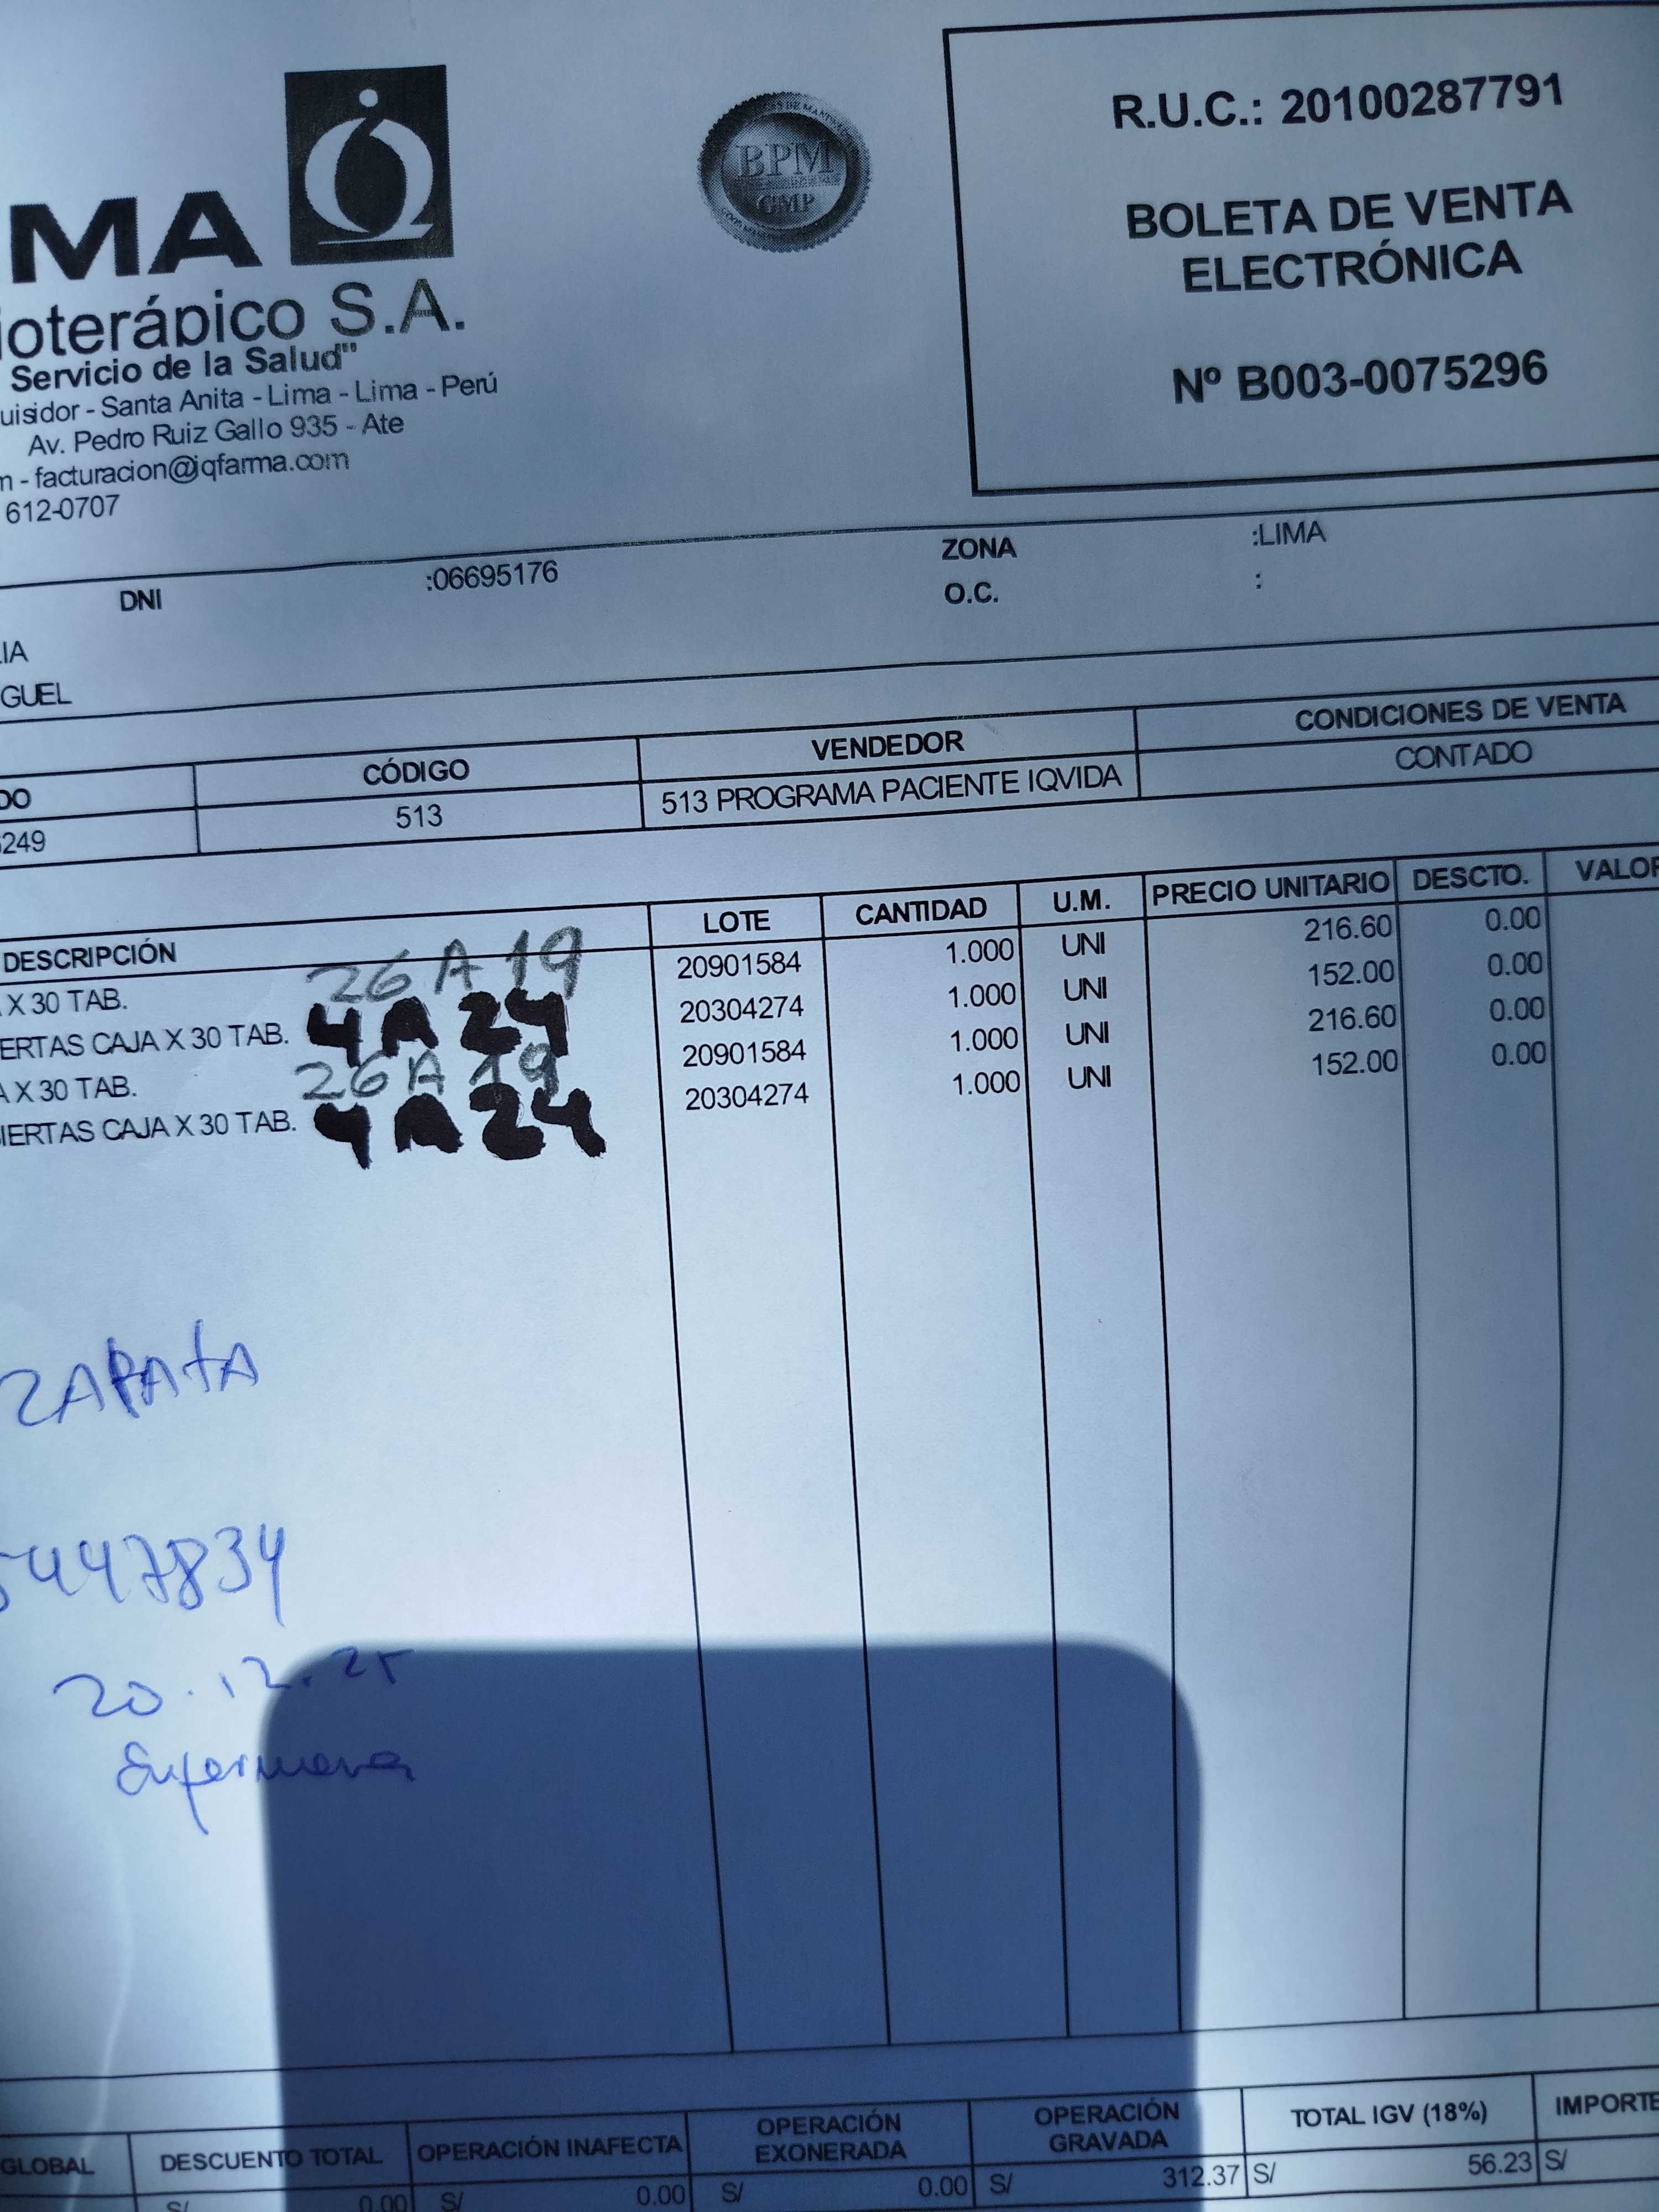 MA
ioterápico S.A.
Servicio de la Salud"
uisidor - Santa Anita - Lima - Lima - Perú
Av. Pedro Ruiz Gallo 935 - Ate
m - facturacion@iqfarma.com
612-0707
BPM
GMP
R.U.C.: 20100287791
BOLETA DE VENTA
ELECTRÓNICA
Nº B003-0075296
DNI :06695176 ZONA :LIMA
O.C. :
LIA
GUEL
DO CÓDIGO VENDEDOR CONDICIONES DE VENTA
249 513 513 PROGRAMA PACIENTE IQVIDA CONTADO
DESCRIPCIÓN LOTE CANTIDAD U.M. PRECIO UNITARIO DESCTO. VALOR
X 30 TAB. 26 A 19 20901584 1.000 UNI 216.60 0.00
ERTAS CAJA X 30 TAB. 4 A 24 20304274 1.000 UNI 152.00 0.00
A X 30 TAB. 26 A 19 20901584 1.000 UNI 216.60 0.00
IERTAS CAJA X 30 TAB. 4 A 24 20304274 1.000 UNI 152.00 0.00
ZAPATA
447834
20.12.25
Enfermera
GLOBAL DESCUENTO TOTAL OPERACIÓN INAFECTA OPERACIÓN EXONERADA OPERACIÓN GRAVADA TOTAL IGV (18%) IMPORTE
S/ 0.00 S/ 0.00 S/ 0.00 S/ 312.37 S/ 56.23 S/